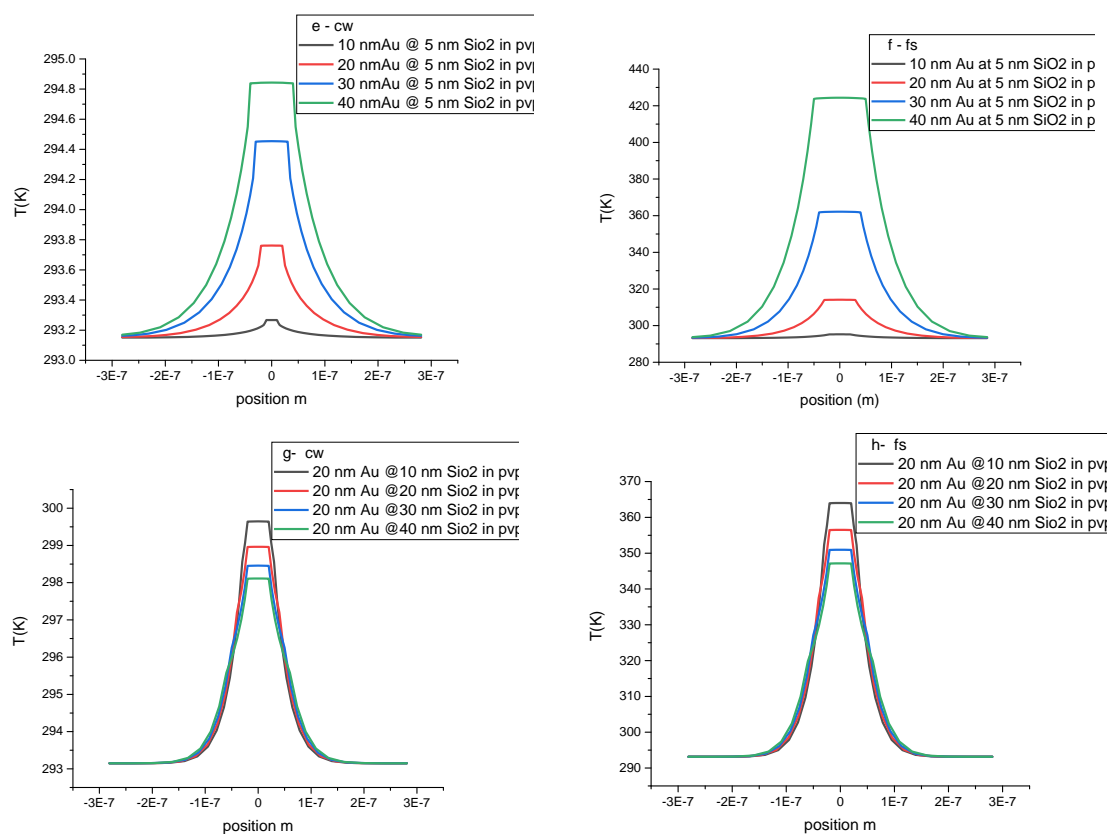 e - cw
10 nmAu @ 5 nm Sio2 in pvp
20 nmAu @ 5 nm Sio2 in pvp
30 nmAu @ 5 nm Sio2 in pvp
40 nmAu @ 5 nm Sio2 in pvp
295.0
294.8
294.6
294.4
294.2
294.0
293.8
293.6
293.4
293.2
293.0
T(K)
-3E-7 -2E-7 -1E-7 0 1E-7 2E-7 3E-7
position m
f - fs
10 nm Au at 5 nm SiO2 in p
20 nm Au at 5 nm SiO2 in p
30 nm Au at 5 nm SiO2 in p
40 nm Au at 5 nm SiO2 in p
440
420
400
380
360
340
320
300
280
T(K)
-3E-7 -2E-7 -1E-7 0 1E-7 2E-7 3E-7
position (m)
g- cw
20 nm Au @10 nm Sio2 in pvp
20 nm Au @20 nm Sio2 in pvp
20 nm Au @30 nm Sio2 in pvp
20 nm Au @40 nm Sio2 in pvp
300
299
298
297
296
295
294
293
T(K)
-3E-7 -2E-7 -1E-7 0 1E-7 2E-7 3E-7
position m
h- fs
20 nm Au @10 nm Sio2 in pvp
20 nm Au @20 nm Sio2 in pvp
20 nm Au @30 nm Sio2 in pvp
20 nm Au @40 nm Sio2 in pvp
370
360
350
340
330
320
310
300
290
T(K)
-3E-7 -2E-7 -1E-7 0 1E-7 2E-7 3E-7
position m